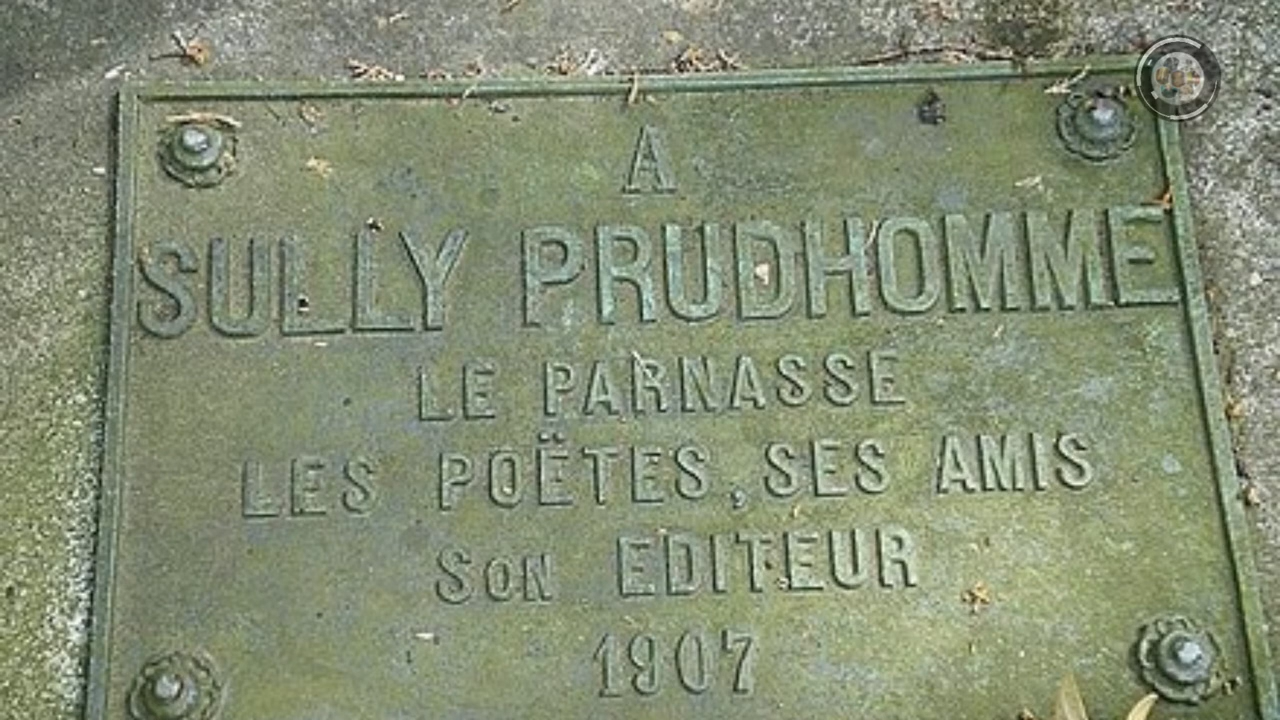 A
SULLY PRUDHOMME
LE PARNASSE
LES POËTES, SES AMIS
SON EDITEUR
1907